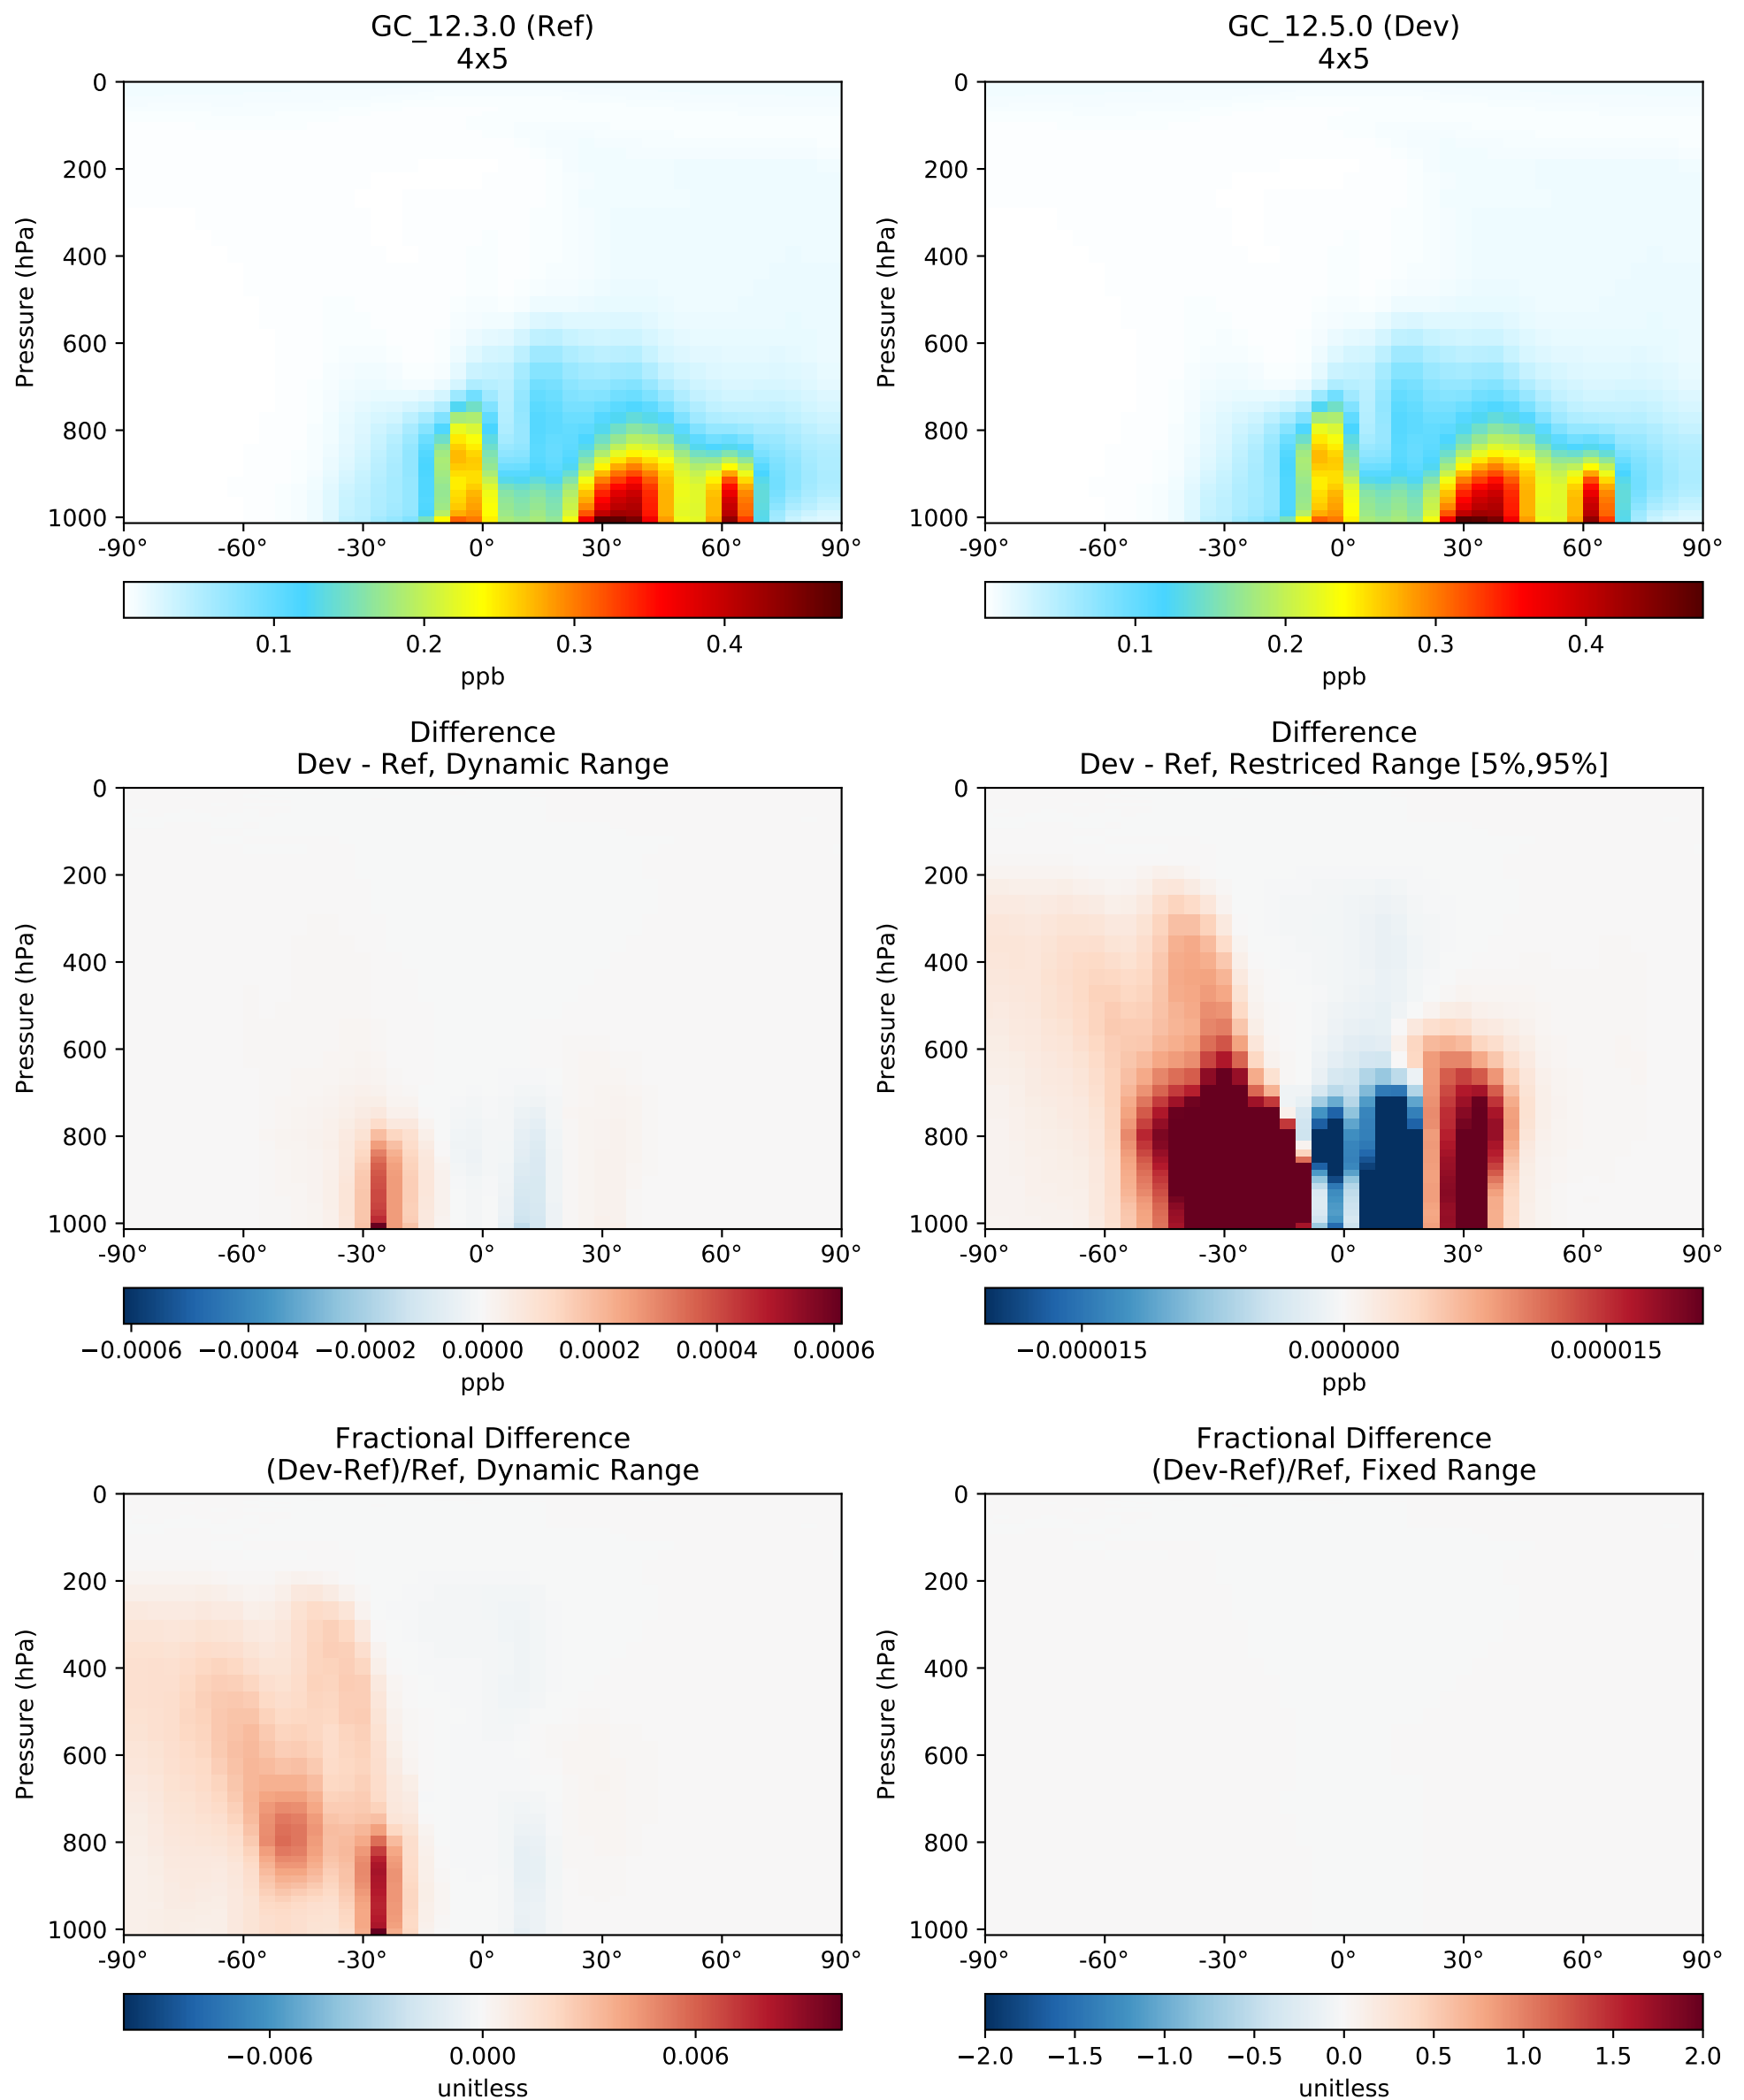 GC_12.3.0 (Ref)
4x5
GC_12.5.0 (Dev)
4x5
Pressure (hPa)
0
200
400
600
800
1000
-90° -60° -30° 0° 30° 60° 90°
0.1 0.2 0.3 0.4
ppb
Pressure (hPa)
0
200
400
600
800
1000
-90° -60° -30° 0° 30° 60° 90°
0.1 0.2 0.3 0.4
ppb
Difference
Dev - Ref, Dynamic Range
Pressure (hPa)
0
200
400
600
800
1000
-90° -60° -30° 0° 30° 60° 90°
−0.0006 −0.0004 −0.0002 0.0000 0.0002 0.0004 0.0006
ppb
Difference
Dev - Ref, Restriced Range [5%,95%]
Pressure (hPa)
0
200
400
600
800
1000
-90° -60° -30° 0° 30° 60° 90°
−0.000015 0.000000 0.000015
ppb
Fractional Difference
(Dev-Ref)/Ref, Dynamic Range
Pressure (hPa)
0
200
400
600
800
1000
-90° -60° -30° 0° 30° 60° 90°
−0.006 0.000 0.006
unitless
Fractional Difference
(Dev-Ref)/Ref, Fixed Range
Pressure (hPa)
0
200
400
600
800
1000
-90° -60° -30° 0° 30° 60° 90°
−2.0 −1.5 −1.0 −0.5 0.0 0.5 1.0 1.5 2.0
unitless